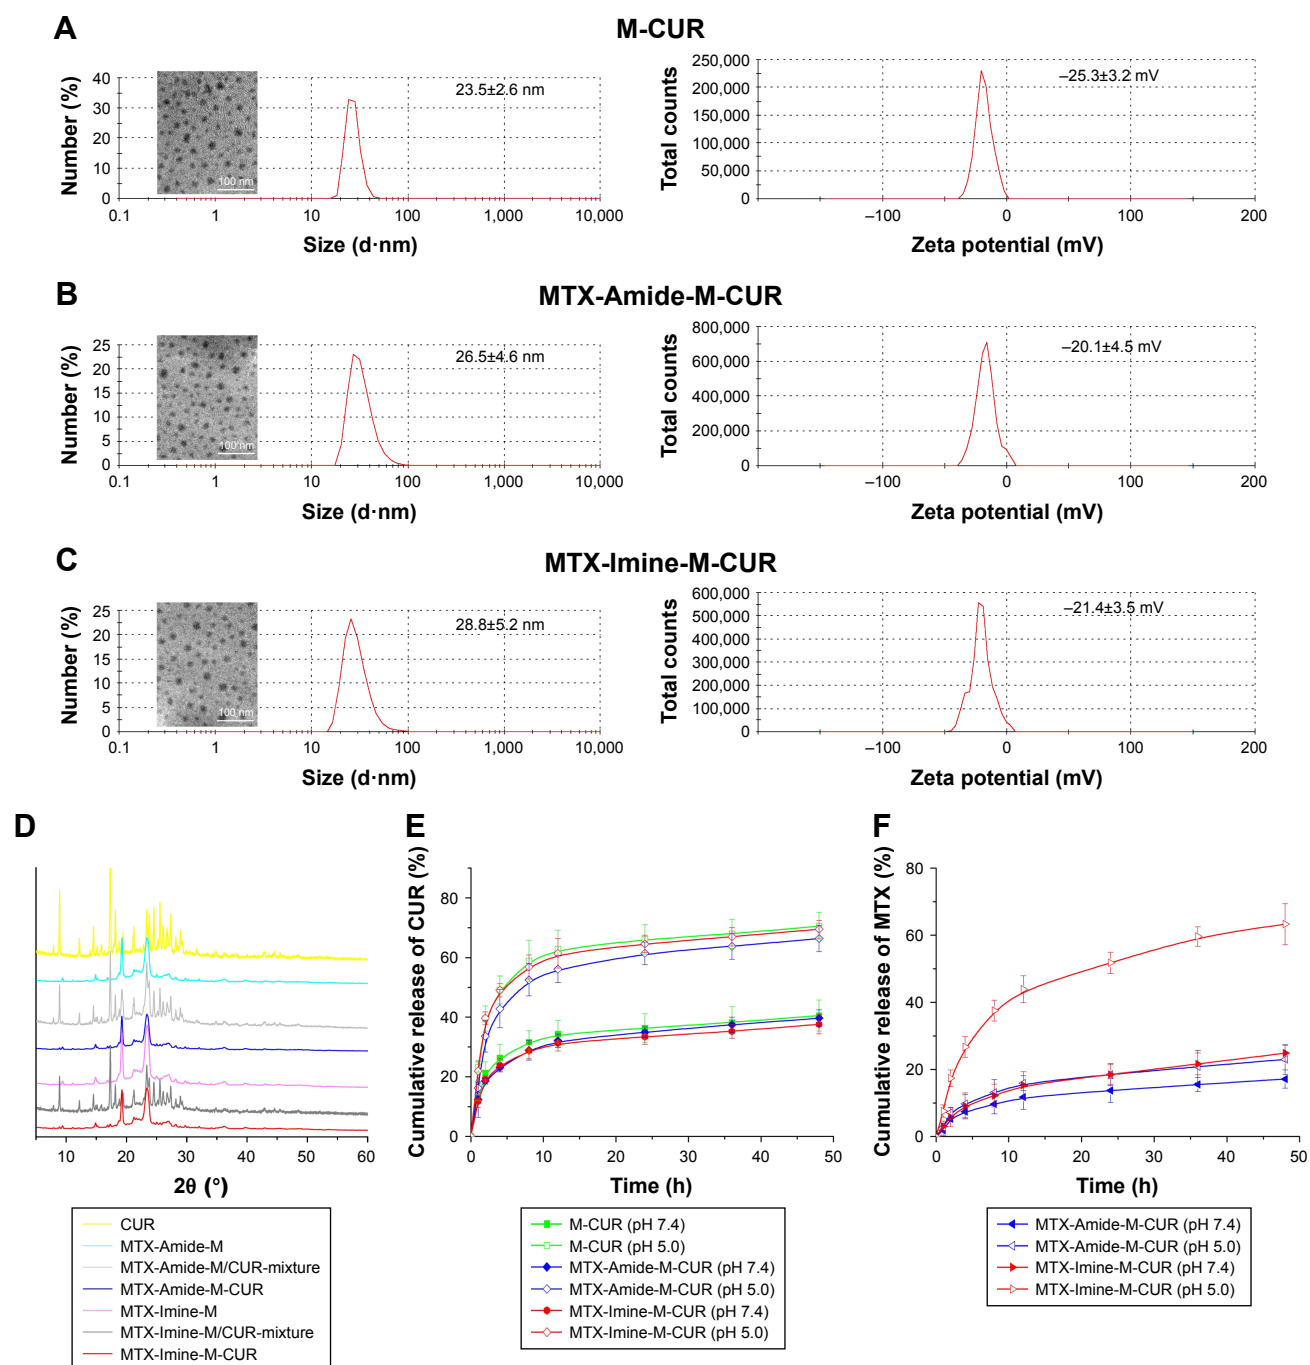 A
M-CUR
Number (%)
40
30
20
10
0
100 nm
23.5±2.6 nm
0.1
1
10
100
1,000
10,000
Size (d·nm)
Total counts
250,000
200,000
150,000
100,000
50,000
0
–25.3±3.2 mV
–100
0
100
200
Zeta potential (mV)
B
MTX-Amide-M-CUR
Number (%)
25
20
15
10
5
0
100 nm
26.5±4.6 nm
0.1
1
10
100
1,000
10,000
Size (d·nm)
Total counts
800,000
600,000
400,000
200,000
0
–20.1±4.5 mV
–100
0
100
200
Zeta potential (mV)
C
MTX-Imine-M-CUR
Number (%)
25
20
15
10
5
0
100 nm
28.8±5.2 nm
0.1
1
10
100
1,000
10,000
Size (d·nm)
Total counts
600,000
500,000
400,000
300,000
200,000
100,000
0
–21.4±3.5 mV
–100
0
100
200
Zeta potential (mV)
D
10
20
30
40
50
60
2θ (°)
CUR
MTX-Amide-M
MTX-Amide-M/CUR-mixture
MTX-Amide-M-CUR
MTX-Imine-M
MTX-Imine-M/CUR-mixture
MTX-Imine-M-CUR
E
Cumulative release of CUR (%)
80
60
40
20
0
0
10
20
30
40
50
Time (h)
M-CUR (pH 7.4)
M-CUR (pH 5.0)
MTX-Amide-M-CUR (pH 7.4)
MTX-Amide-M-CUR (pH 5.0)
MTX-Imine-M-CUR (pH 7.4)
MTX-Imine-M-CUR (pH 5.0)
F
Cumulative release of MTX (%)
80
60
40
20
0
0
10
20
30
40
50
Time (h)
MTX-Amide-M-CUR (pH 7.4)
MTX-Amide-M-CUR (pH 5.0)
MTX-Imine-M-CUR (pH 7.4)
MTX-Imine-M-CUR (pH 5.0)